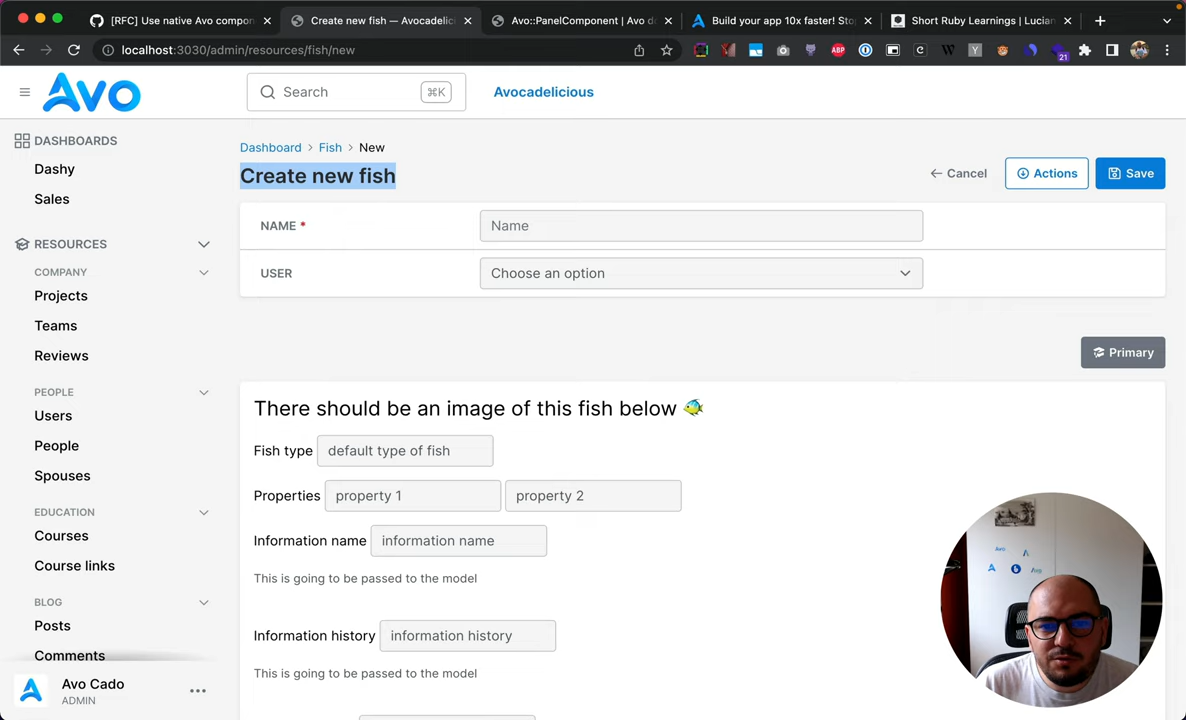 [RFC] Use native Avo compon
Create new fish — Avocadelici
Avo::PanelComponent | Avo d
Build your app 10x faster! Sto
Short Ruby Learnings | Lucian
localhost:3030/admin/resources/fish/new
ABP
21
Avo
Search
⌘K
Avocadelicious
DASHBOARDS
Dashy
Sales
RESOURCES
COMPANY
Projects
Teams
Reviews
PEOPLE
Users
People
Spouses
EDUCATION
Courses
Course links
BLOG
Posts
Comments
Avo Cado
ADMIN
Dashboard > Fish > New
Create new fish
← Cancel
Actions
Save
NAME *
Name
USER
Choose an option
Primary
There should be an image of this fish below 🐠
Fish type
default type of fish
Properties
property 1
property 2
Information name
information name
This is going to be passed to the model
Information history
information history
This is going to be passed to the model